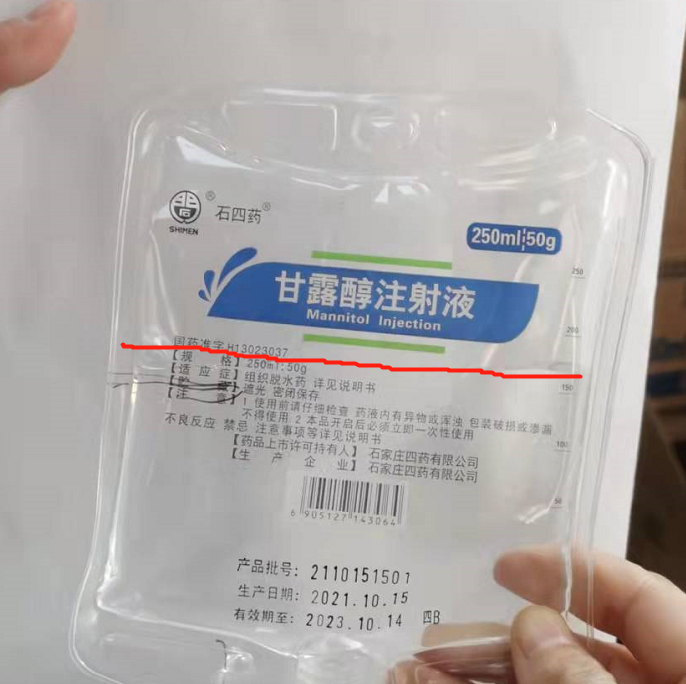 石四药
SHIMEN
250ml:50g
甘露醇注射液
Mannitol Injection
250
200
150
100
50
国药准字H13023037
【规 格】250ml:50g
【适 应 症】组织脱水药 详见说明书
【贮 藏】遮光 密闭保存
【注 意】1 使用前请仔细检查 药液内有异物或浑浊 包装破损或渗漏
不得使用 2 本品开启后必须立即一次性使用
不良反应 禁忌 注意事项等详见说明书
【药品上市许可持有人】 石家庄四药有限公司
【生 产 企 业】 石家庄四药有限公司
6 905127 143064
产品批号: 2110151501
生产日期: 2021.10.15
有效期至: 2023.10.14 四B